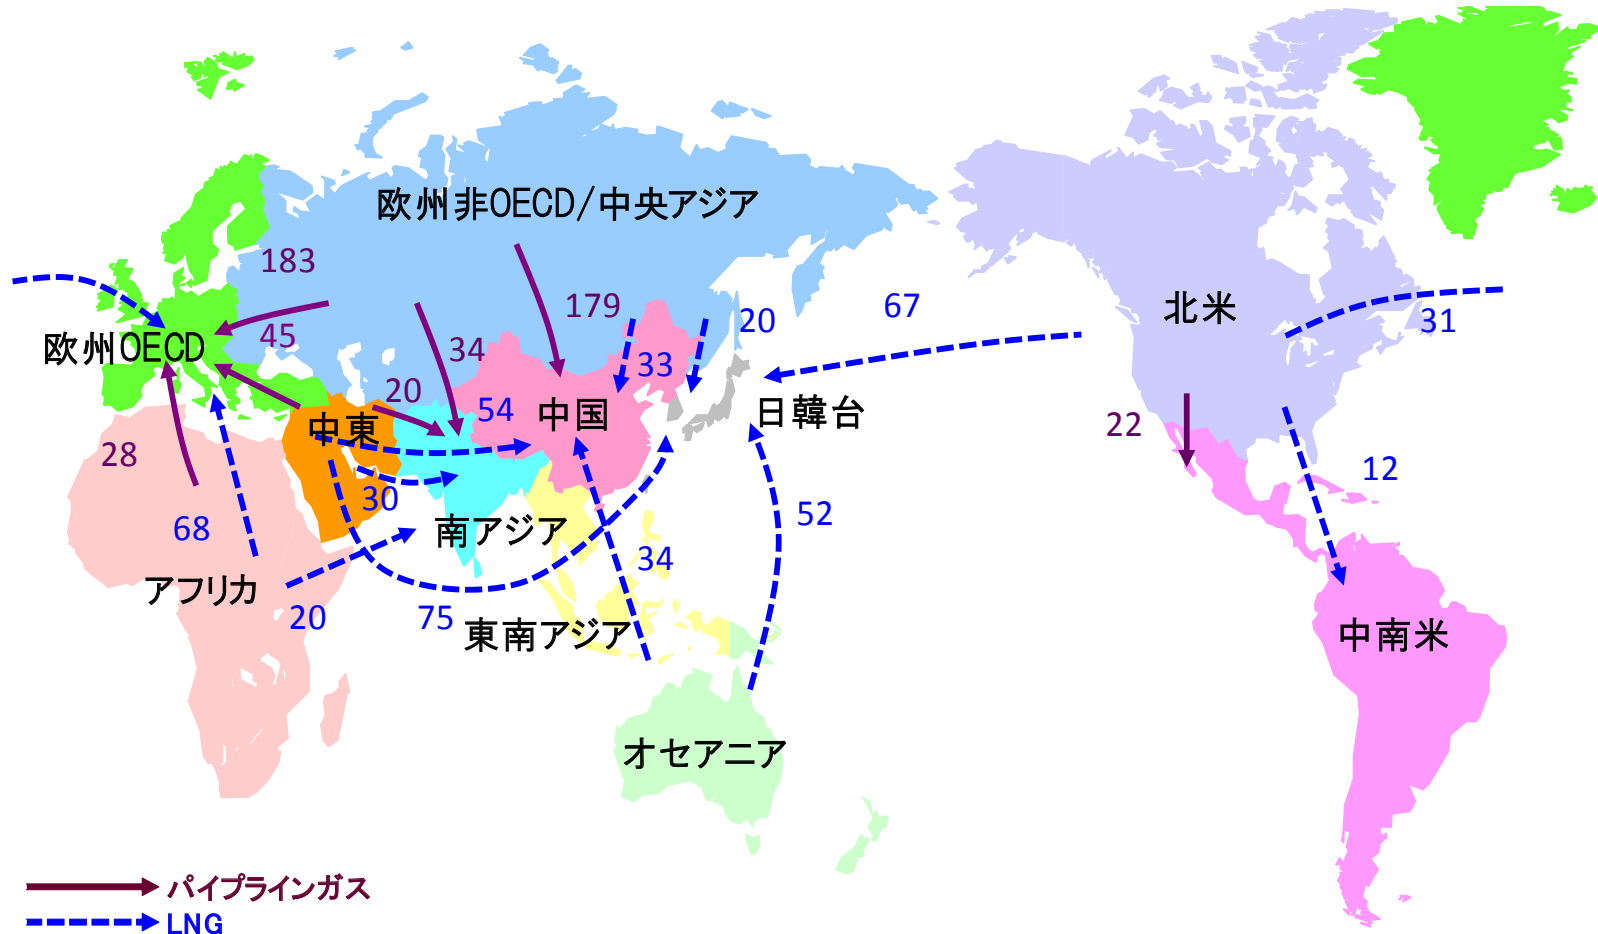 欧州非OECD/中央アジア
183
179
20
67
北米
31
欧州OECD
45
34
33
20
54
中国
日韓台
中東
22
28
30
12
68
南アジア
34
52
アフリカ
20
75
東南アジア
中南米
オセアニア
パイプラインガス
LNG